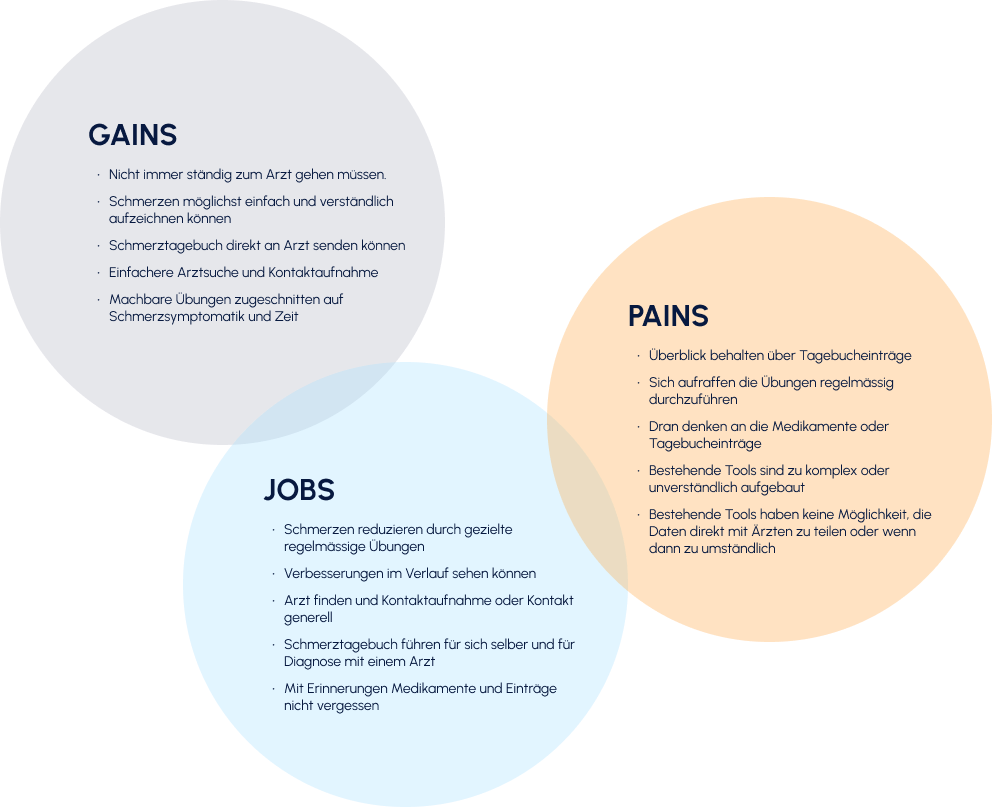 GAINS
· Nicht immer ständig zum Arzt gehen müssen.
· Schmerzen möglichst einfach und verständlich
aufzeichnen können
· Schmerztagebuch direkt an Arzt senden können
· Einfachere Arztsuche und Kontaktaufnahme
· Machbare Übungen zugeschnitten auf
Schmerzsymptomatik und Zeit
PAINS
· Überblick behalten über Tagebucheinträge
· Sich aufraffen die Übungen regelmässig
durchzuführen
· Dran denken an die Medikamente oder
Tagebucheinträge
· Bestehende Tools sind zu komplex oder
unverständlich aufgebaut
· Bestehende Tools haben keine Möglichkeit, die
Daten direkt mit Ärzten zu teilen oder wenn
dann zu umständlich
JOBS
· Schmerzen reduzieren durch gezielte
regelmässige Übungen
· Verbesserungen im Verlauf sehen können
· Arzt finden und Kontaktaufnahme oder Kontakt
generell
· Schmerztagebuch führen für sich selber und für
Diagnose mit einem Arzt
· Mit Erinnerungen Medikamente und Einträge
nicht vergessen